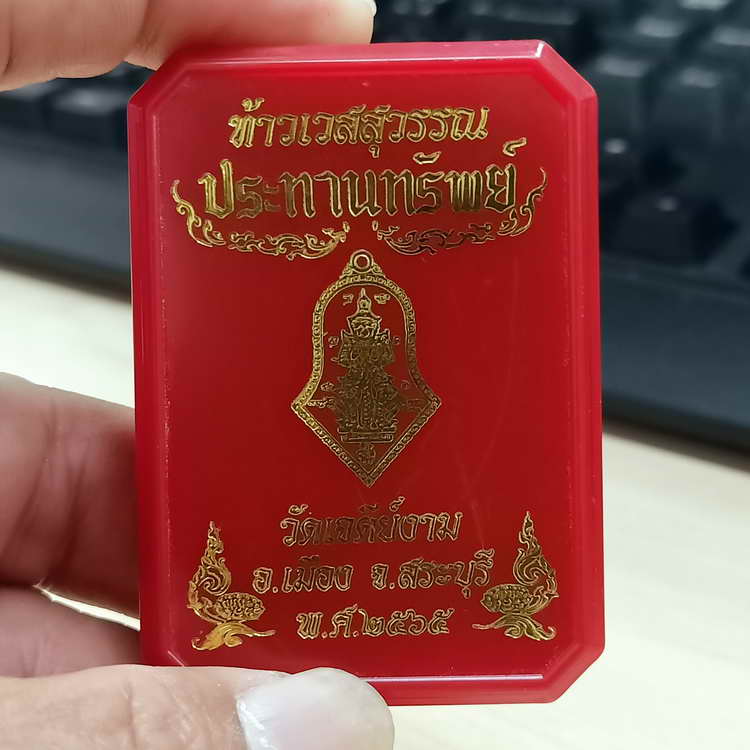 ท้าวเวสสุวรรณ
ประทานทรัพย์
วัดเจดีย์งาม
อ.เมือง จ.สระบุรี
พ.ศ.๒๕๖๕